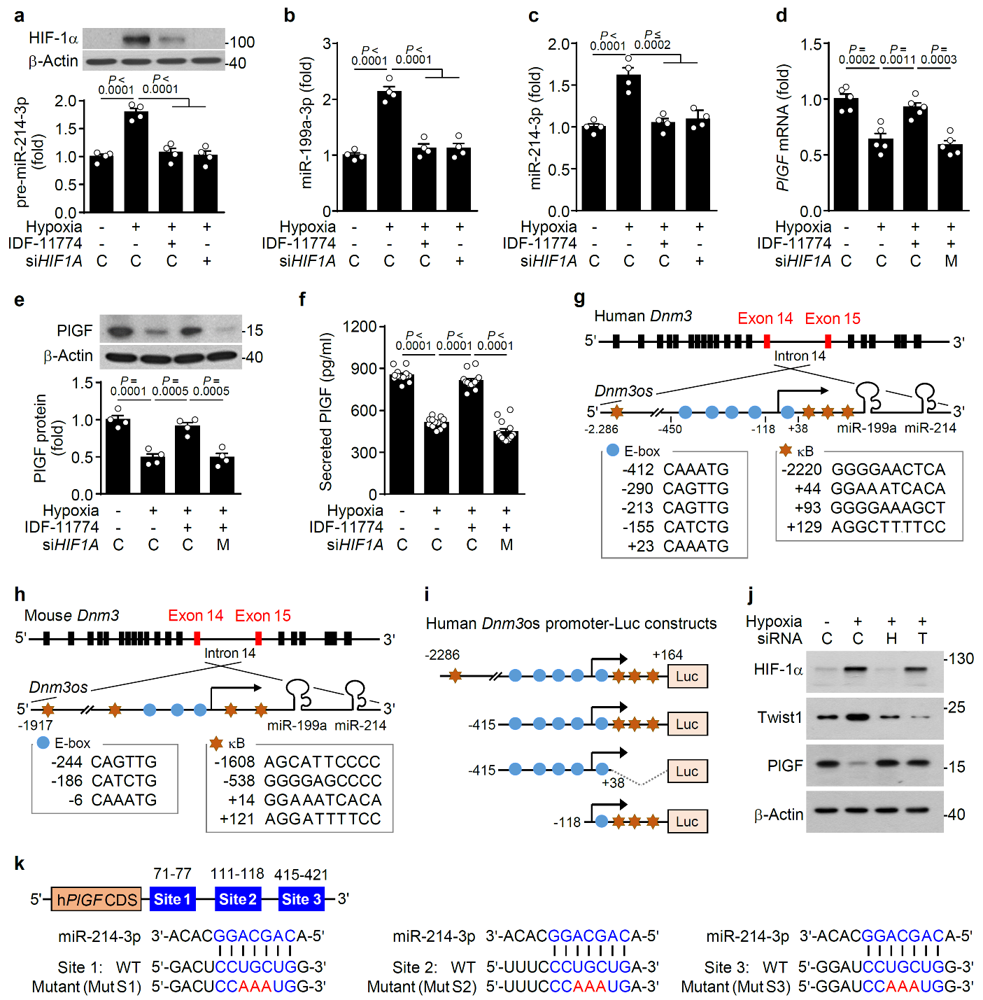 a
HIF-1α
-100
β-Actin
-40
P <
0.0001
P <
0.0001
pre-miR-214-3p
(fold)
2.0
1.5
1.0
0.5
0.0
Hypoxia - + + +
IDF-11774 - - + -
siHIF1A C C C +
b
miR-199a-3p (fold)
3
2
1
0
P <
0.0001
P <
0.0001
Hypoxia - + + +
IDF-11774 - - + -
siHIF1A C C C +
c
miR-214-3p (fold)
2.0
1.5
1.0
0.5
0.0
P <
0.0001
P ≤
0.0002
Hypoxia - + + +
IDF-11774 - - + -
siHIF1A C C C +
d
PlGF mRNA (fold)
1.5
1.0
0.5
0.0
P =
0.0002
P =
0.0011
P =
0.0003
Hypoxia - + + +
IDF-11774 - - + +
siHIF1A C C C M
e
PlGF
-15
β-Actin
-40
PlGF protein
(fold)
1.5
1.0
0.5
0.0
P =
0.0001
P =
0.0005
P =
0.0005
Hypoxia - + + +
IDF-11774 - - + +
siHIF1A C C C M
f
Secreted PlGF (pg/ml)
1200
900
600
300
0
P <
0.0001
P <
0.0001
P <
0.0001
Hypoxia - + + +
IDF-11774 - - + +
siHIF1A C C C M
g
Human Dnm3
Exon 14 Exon 15
5' 3'
Intron 14
Dnm3os
5' 3'
-2.286 -450 -118 +38 miR-199a miR-214
E-box
-412 CAAATG
-290 CAGTTG
-213 CAGTTG
-155 CATCTG
+23 CAAATG
κB
-2220 GGGGAACTCA
+44 GGAAATCACA
+93 GGGGAAAGCT
+129 AGGCTTTTCC
h
Mouse Dnm3
Exon 14 Exon 15
5' 3'
Intron 14
Dnm3os
5' 3'
-1917 miR-199a miR-214
E-box
-244 CAGTTG
-186 CATCTG
-6 CAAATG
κB
-1608 AGCATTCCCC
-538 GGGGAGCCCC
+14 GGAAATCACA
+121 AGGATTTTCC
i
Human Dnm3os promoter-Luc constructs
-2286 +164
Luc
-415 Luc
-415 +38 Luc
-118 Luc
j
Hypoxia - + + +
siRNA C C H T
HIF-1α
-130
Twist1
-25
PlGF
-15
β-Actin
-40
k
71-77 111-118 415-421
5' hPlGF CDS Site 1 Site 2 Site 3 3'
miR-214-3p 3'-ACACGGACGACA-5'
Site 1: WT 5'-GACUCCUGCUGG-3'
Mutant (Mut S1) 5'-GACUCCAAAUGG-3'
miR-214-3p 3'-ACACGGACGACA-5'
Site 2: WT 5'-UUUCCCUGCUGA-3'
Mutant (Mut S2) 5'-UUUCCCAAAUGA-3'
miR-214-3p 3'-ACACGGACGACA-5'
Site 3: WT 5'-GGAUCCUGCUGG-3'
Mutant (Mut S3) 5'-GGAUCCAAAUGG-3'